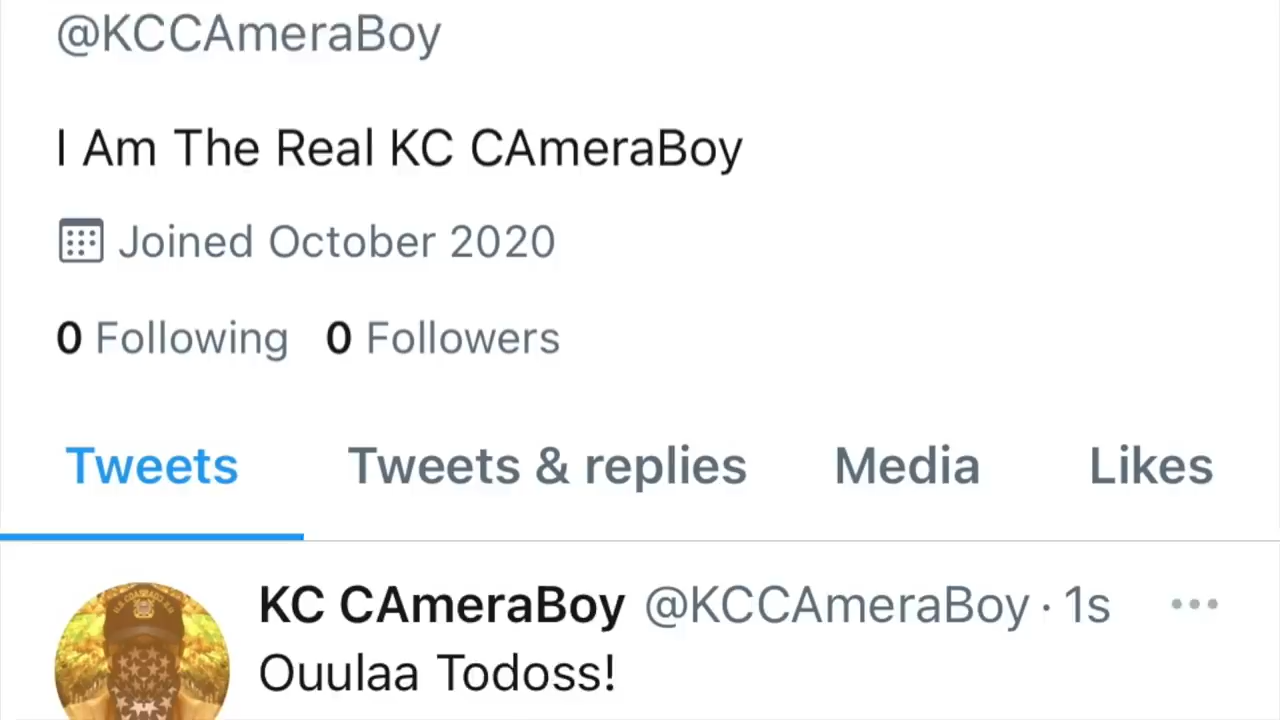 @KCCAmeraBoy
I Am The Real KC CAmeraBoy
Joined October 2020
0 Following 0 Followers
Tweets Tweets & replies Media Likes
KC CAmeraBoy @KCCAmeraBoy · 1s
Ouulaa Todoss!